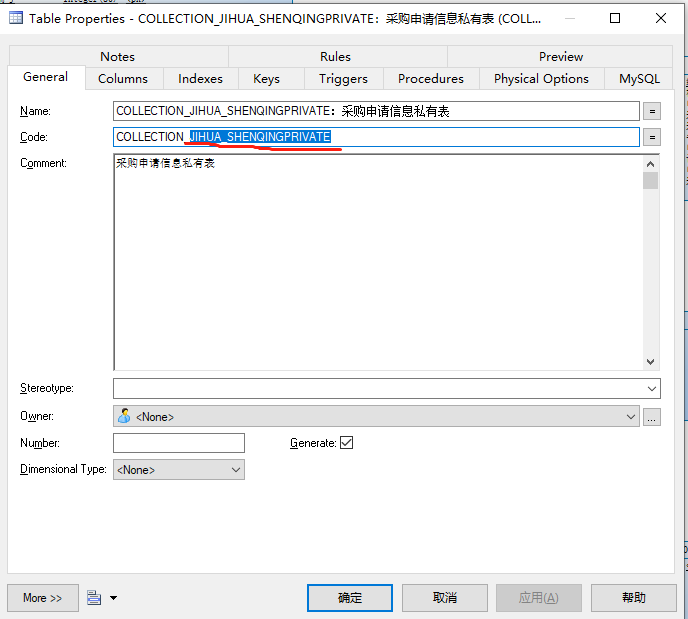 Table Properties - COLLECTION_JIHUA_SHENQINGPRIVATE：采购申请信息私有表 (COLL...
Notes
Rules
Preview
General
Columns
Indexes
Keys
Triggers
Procedures
Physical Options
MySQL
Name:
COLLECTION_JIHUA_SHENQINGPRIVATE：采购申请信息私有表
=
Code:
COLLECTION_JIHUA_SHENQINGPRIVATE
=
Comment:
采购申请信息私有表
Stereotype:
Owner:
<None>
...
Number:
Generate:
Dimensional Type:
<None>
More >>
确定
取消
应用(A)
帮助